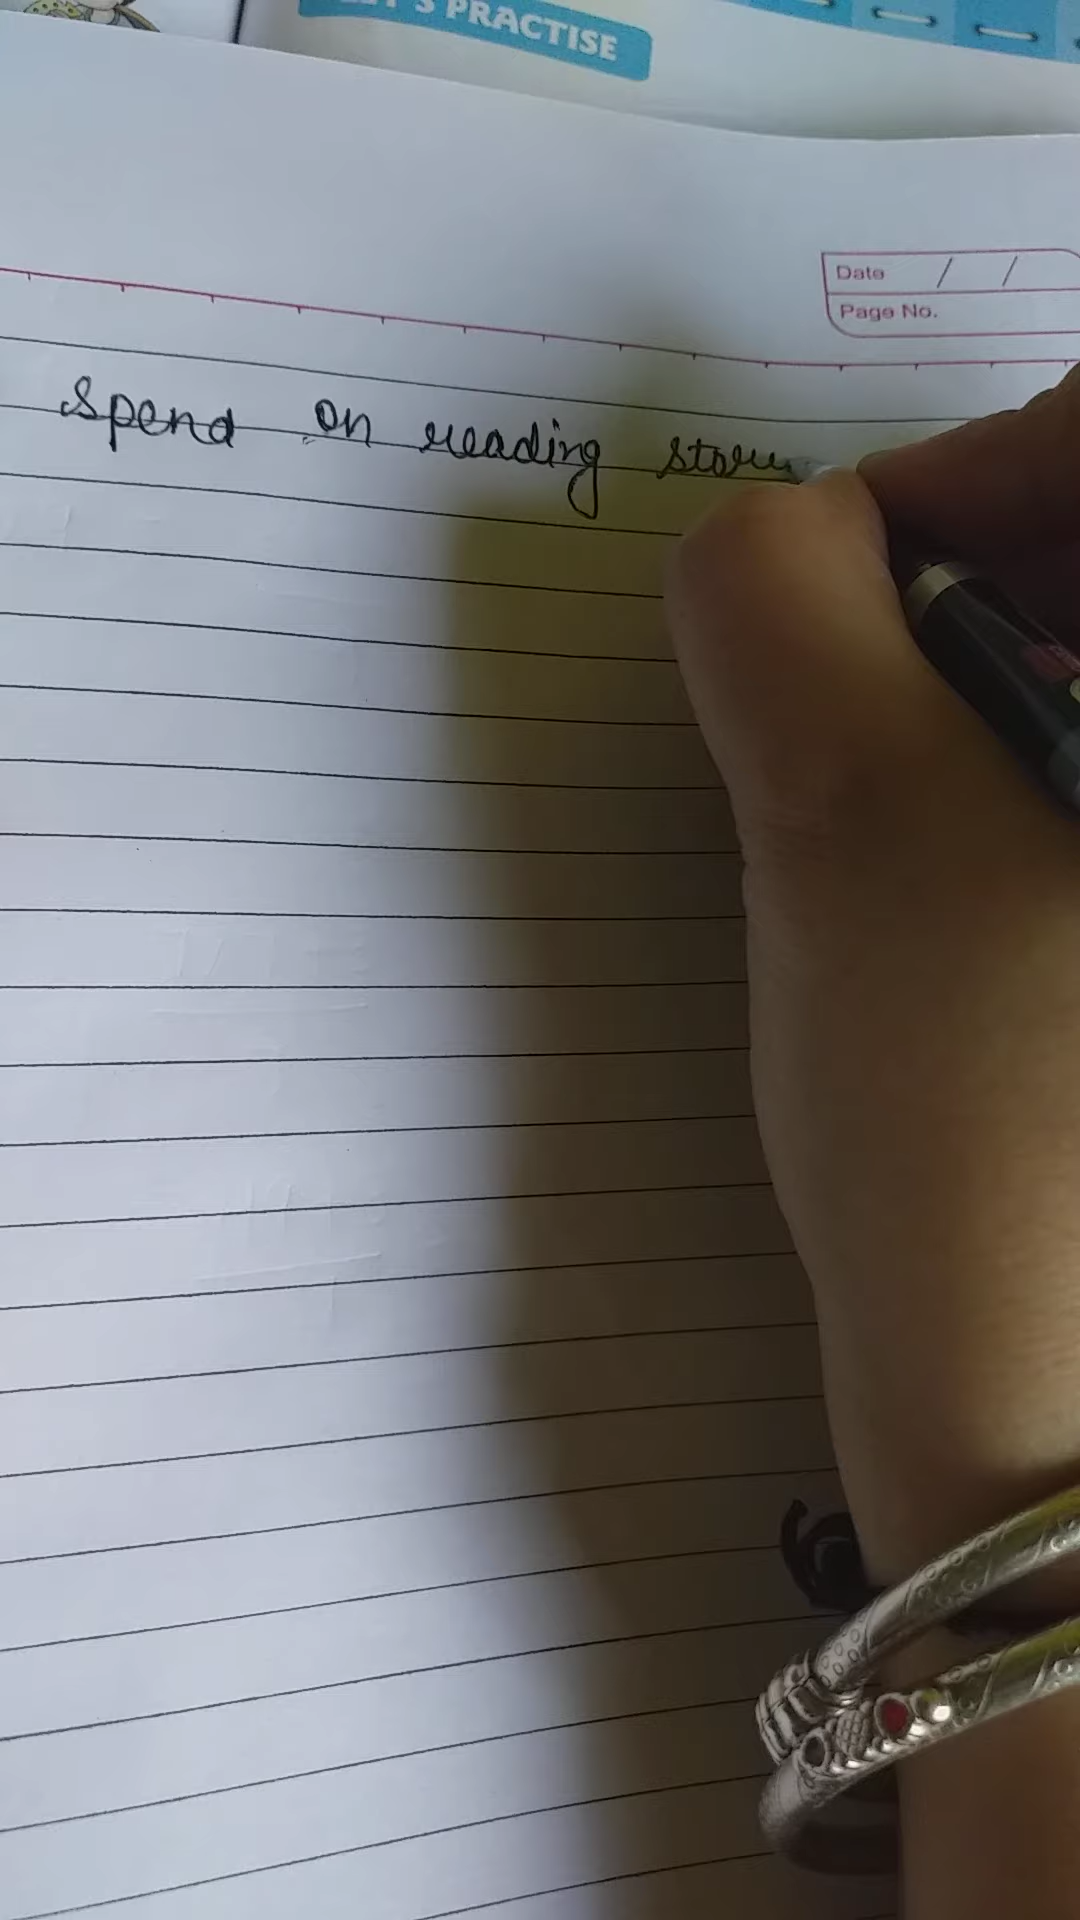 'S PRACTISE
Date / /
Page No.
Spend on reading